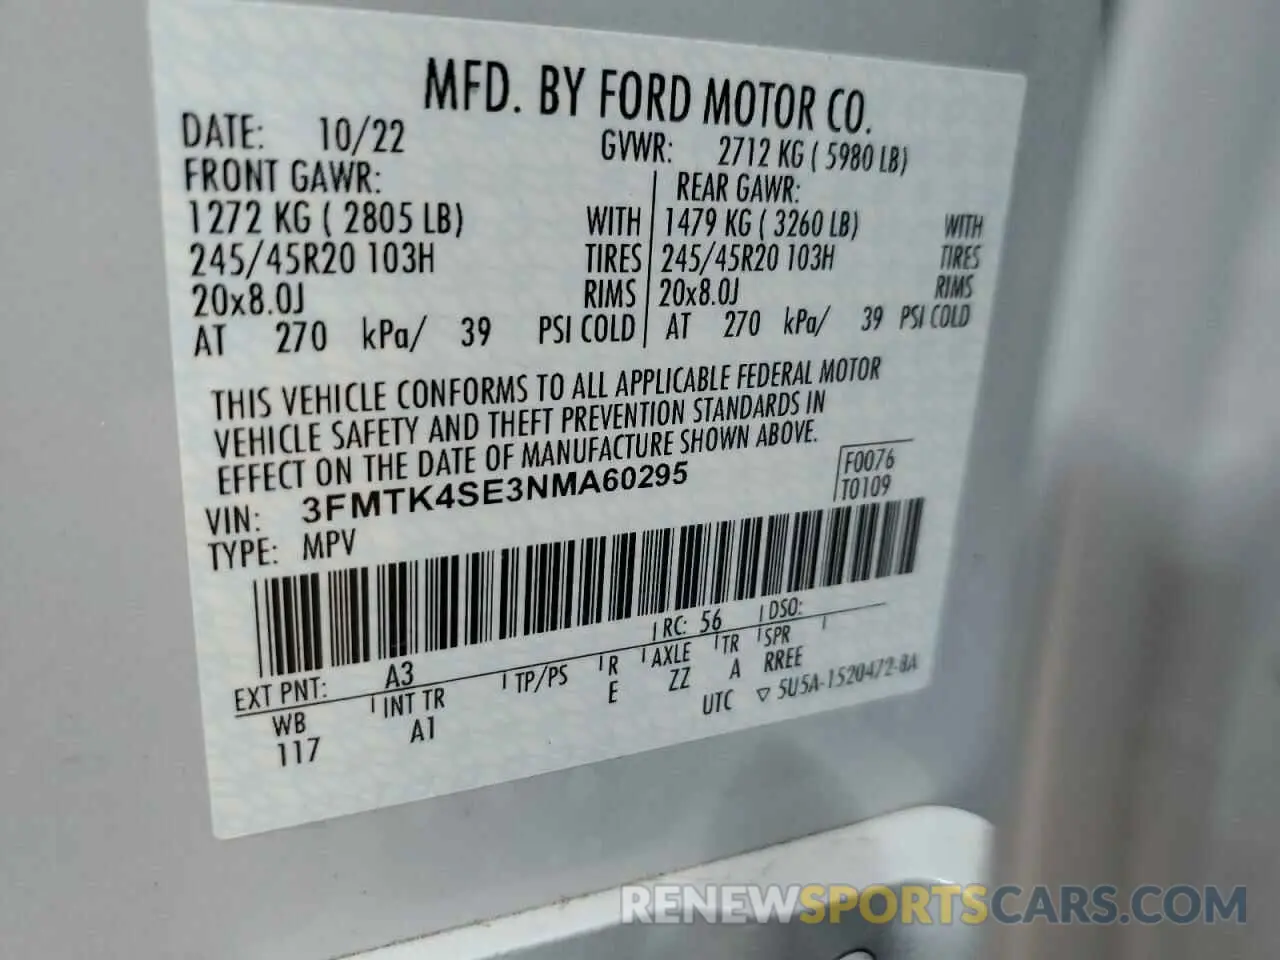 MFD. BY FORD MOTOR CO.
DATE: 10/22 GVWR: 2712 KG ( 5980 LB)
FRONT GAWR: REAR GAWR:
1272 KG ( 2805 LB) WITH 1479 KG ( 3260 LB) WITH
245/45R20 103H TIRES 245/45R20 103H TIRES
20x8.0J RIMS 20x8.0J RIMS
AT 270 kPa/ 39 PSI COLD AT 270 kPa/ 39 PSI COLD
THIS VEHICLE CONFORMS TO ALL APPLICABLE FEDERAL MOTOR
VEHICLE SAFETY AND THEFT PREVENTION STANDARDS IN
EFFECT ON THE DATE OF MANUFACTURE SHOWN ABOVE.
VIN: 3FMTK4SE3NMA60295 F0076
TYPE: MPV T0109
EXT PNT: A3 RC: 56 DSO:
WB INT TR TP/PS R AXLE TR SPR
117 A1 E ZZ A RREE
UTC ▽ 5U5A-1520472-BA
RENEWSPORTSCARS.COM